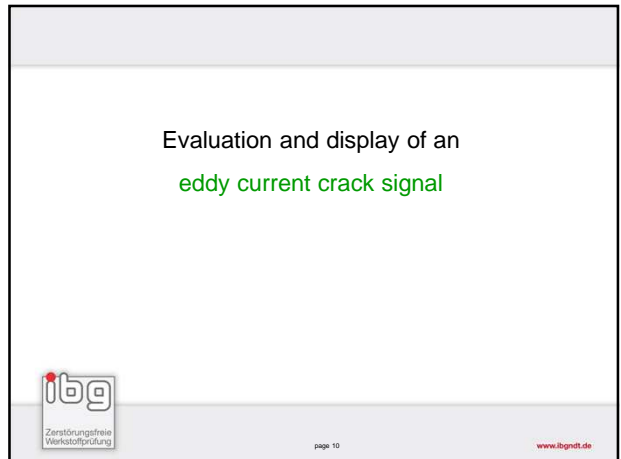 Evaluation and display of an
eddy current crack signal
ibg
Zerstörungsfreie
Werkstoffprüfung
page 10
www.ibgndt.de